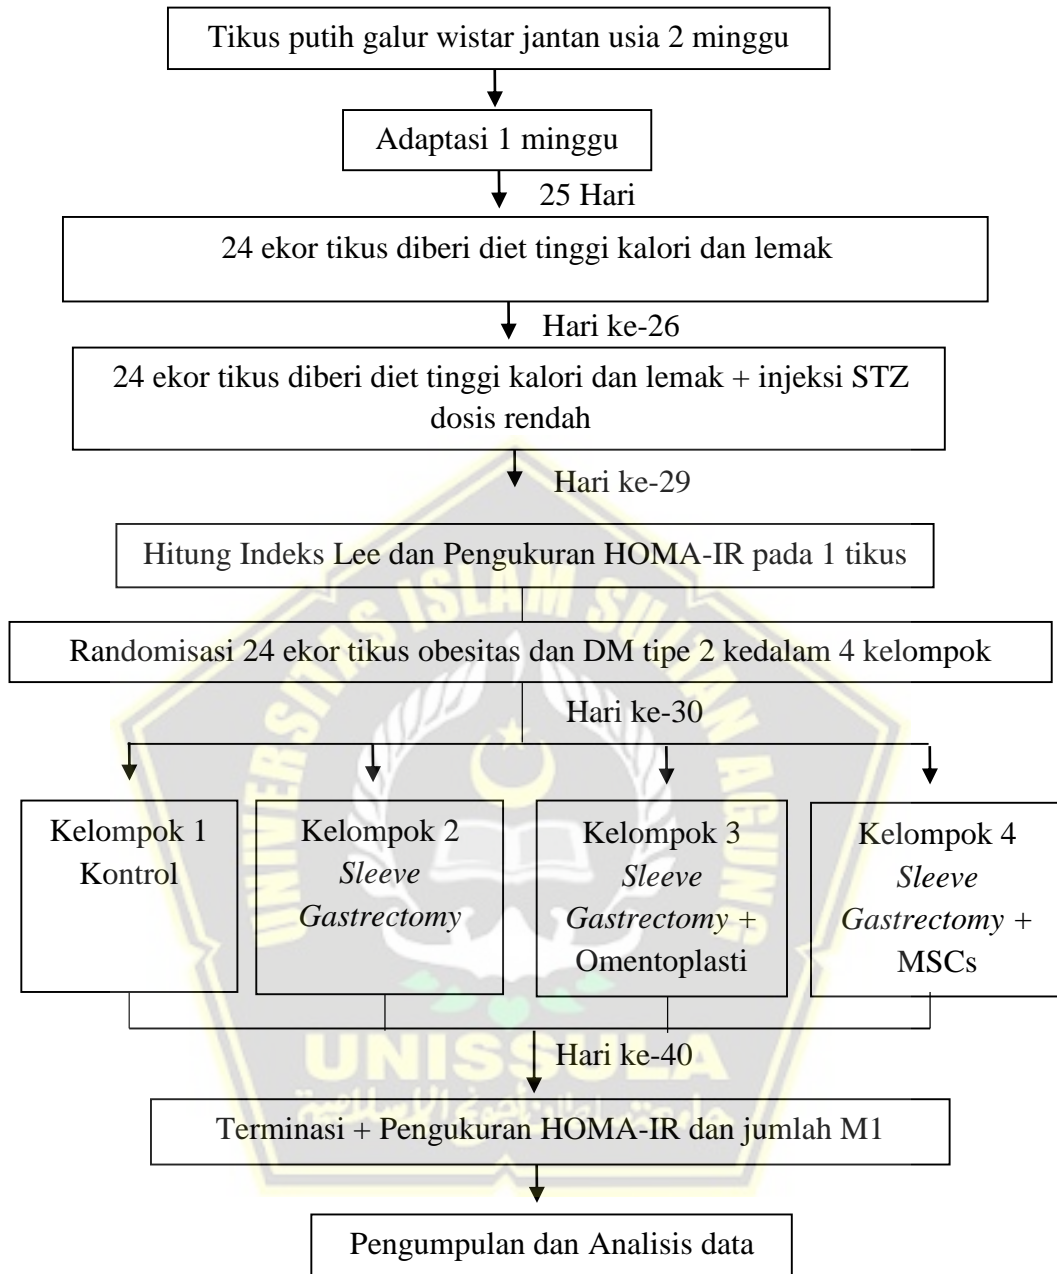 Tikus putih galur wistar jantan usia 2 minggu
Adaptasi 1 minggu
25 Hari
24 ekor tikus diberi diet tinggi kalori dan lemak
Hari ke-26
24 ekor tikus diberi diet tinggi kalori dan lemak + injeksi STZ
dosis rendah
Hari ke-29
Hitung Indeks Lee dan Pengukuran HOMA-IR pada 1 tikus
Randomisasi 24 ekor tikus obesitas dan DM tipe 2 kedalam 4 kelompok
Hari ke-30
Kelompok 1
Kontrol
Kelompok 2
Sleeve
Gastrectomy
Kelompok 3
Sleeve
Gastrectomy +
Omentoplasti
Kelompok 4
Sleeve
Gastrectomy +
MSCs
Hari ke-40
Terminasi + Pengukuran HOMA-IR dan jumlah M1
Pengumpulan dan Analisis data
UNIVERSITAS ISLAM SULTAN AGUNG
UNISSULA